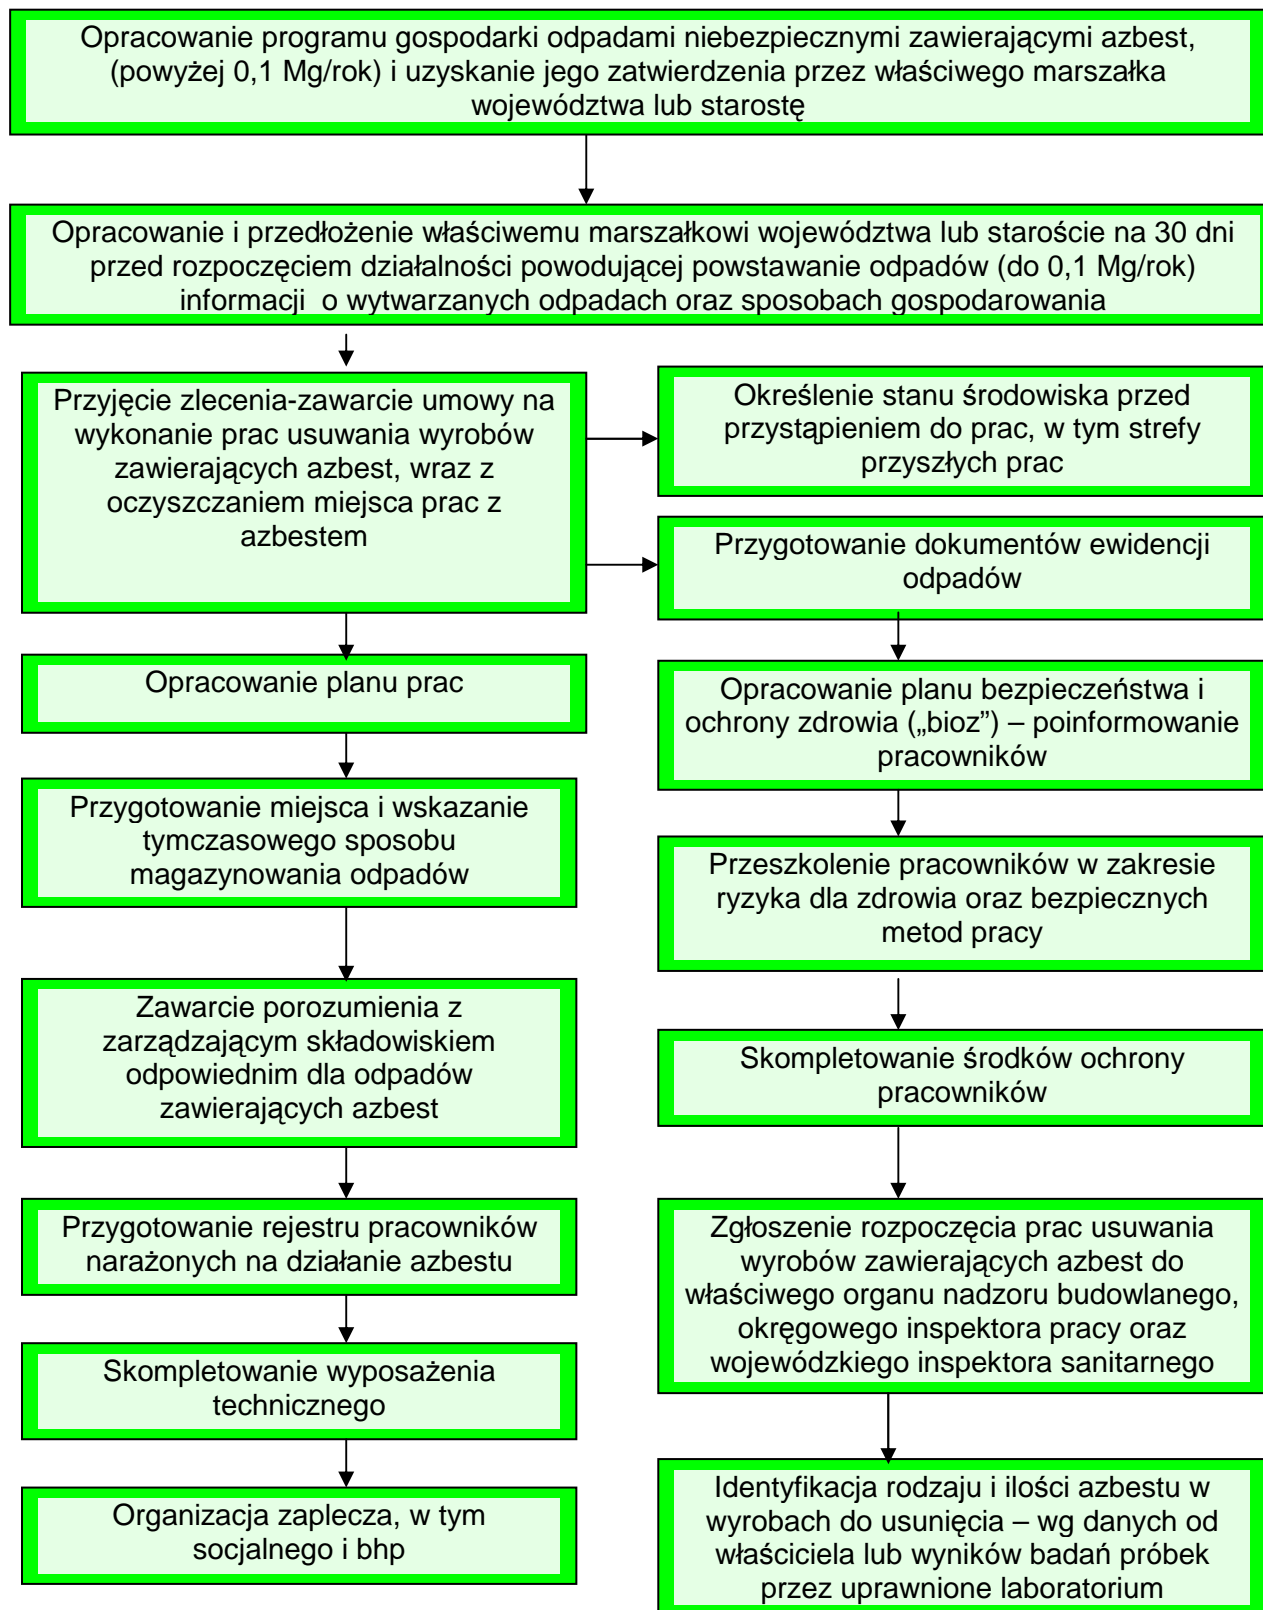 Opracowanie programu gospodarki odpadami niebezpiecznymi zawierającymi azbest,
(powyżej 0,1 Mg/rok) i uzyskanie jego zatwierdzenia przez właściwego marszałka
województwa lub starostę
Opracowanie i przedłożenie właściwemu marszałkowi województwa lub staroście na 30 dni
przed rozpoczęciem działalności powodującej powstawanie odpadów (do 0,1 Mg/rok)
informacji o wytwarzanych odpadach oraz sposobach gospodarowania
Przyjęcie zlecenia-zawarcie umowy na
wykonanie prac usuwania wyrobów
zawierających azbest, wraz z
oczyszczaniem miejsca prac z
azbestem
Opracowanie planu prac
Przygotowanie miejsca i wskazanie
tymczasowego sposobu
magazynowania odpadów
Zawarcie porozumienia z
zarządzającym składowiskiem
odpowiednim dla odpadów
zawierających azbest
Przygotowanie rejestru pracowników
narażonych na działanie azbestu
Skompletowanie wyposażenia
technicznego
Organizacja zaplecza, w tym
socjalnego i bhp
Określenie stanu środowiska przed
przystąpieniem do prac, w tym strefy
przyszłych prac
Przygotowanie dokumentów ewidencji
odpadów
Opracowanie planu bezpieczeństwa i
ochrony zdrowia („bioz”) – poinformowanie
pracowników
Przeszkolenie pracowników w zakresie
ryzyka dla zdrowia oraz bezpiecznych
metod pracy
Skompletowanie środków ochrony
pracowników
Zgłoszenie rozpoczęcia prac usuwania
wyrobów zawierających azbest do
właściwego organu nadzoru budowlanego,
okręgowego inspektora pracy oraz
wojewódzkiego inspektora sanitarnego
Identyfikacja rodzaju i ilości azbestu w
wyrobach do usunięcia – wg danych od
właściciela lub wyników badań próbek
przez uprawnione laboratorium